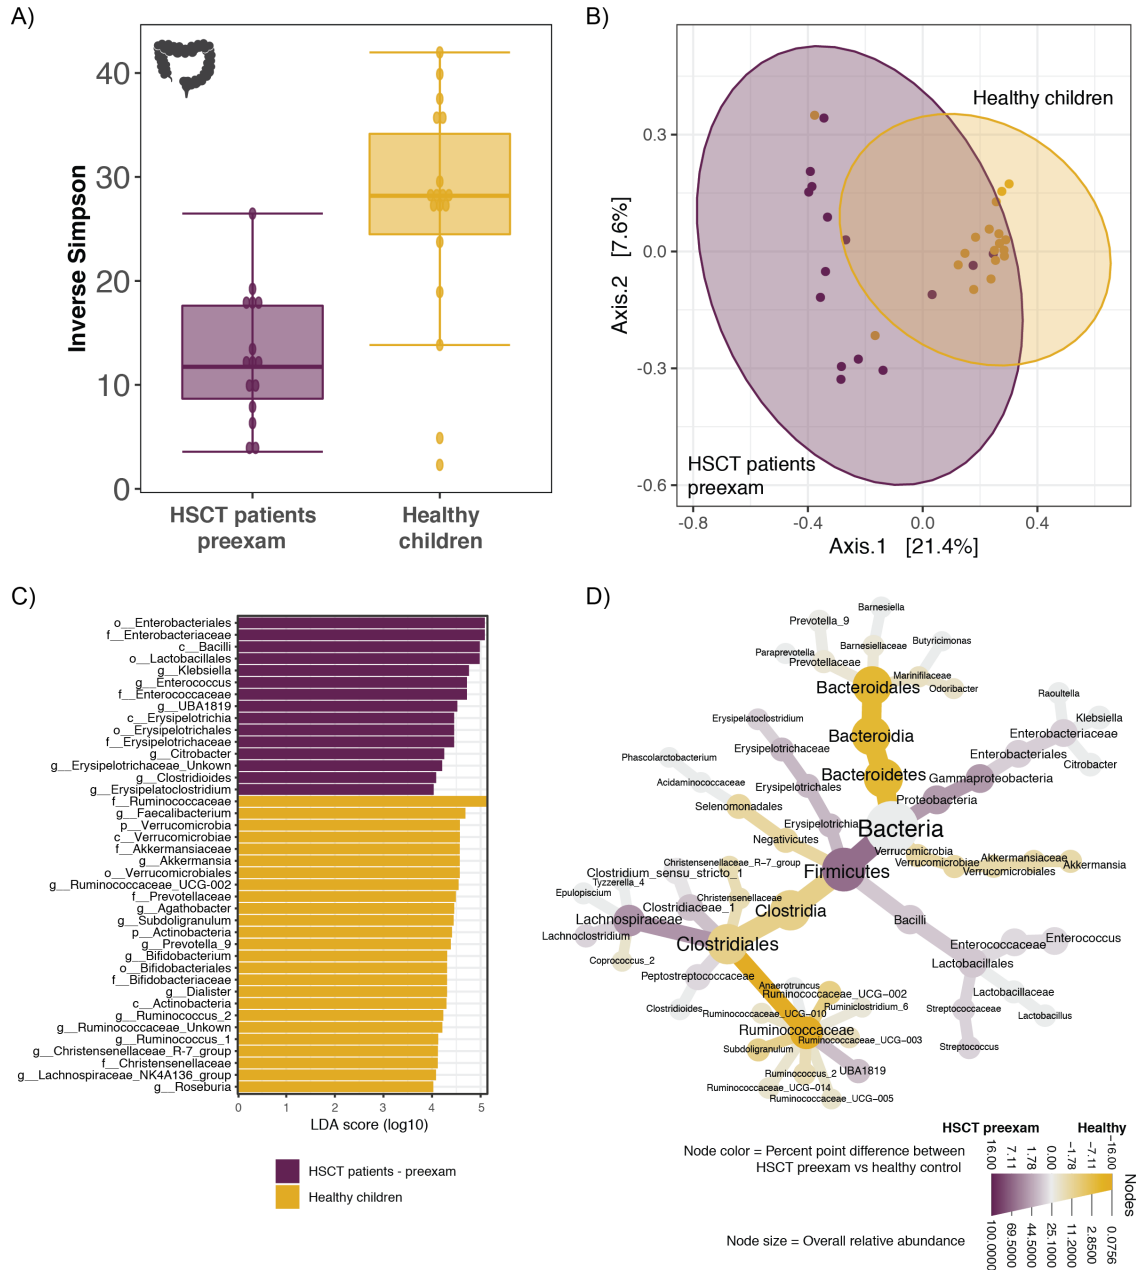 A)
Inverse Simpson
40
30
20
10
0
HSCT patients
preexam
Healthy
children
B)
Axis.2 [7.6%]
0.3
0.0
-0.3
-0.6
Healthy children
HSCT patients
preexam
-0.8
-0.4
0.0
0.4
Axis.1 [21.4%]
C)
o__Enterobacteriales
f__Enterobacteriaceae
c__Bacilli
o__Lactobacillales
g__Klebsiella
g__Enterococcus
f__Enterococcaceae
g__UBA1819
c__Erysipelotrichia
o__Erysipelotrichales
f__Erysipelotrichaceae
g__Citrobacter
g__Erysipelotrichaceae_Unkown
g__Clostridioides
g__Erysipelatoclostridium
f__Ruminococcaceae
g__Faecalibacterium
p__Verrucomicrobia
c__Verrucomicrobiae
f__Akkermansiaceae
g__Akkermansia
o__Verrucomicrobiales
g__Ruminococcaceae_UCG-002
f__Prevotellaceae
g__Agathobacter
g__Subdoligranulum
p__Actinobacteria
g__Prevotella_9
g__Bifidobacterium
o__Bifidobacteriales
f__Bifidobacteriaceae
g__Dialister
c__Actinobacteria
g__Ruminococcus_2
g__Ruminococcaceae_Unkown
g__Ruminococcus_1
g__Christensenellaceae_R-7_group
f__Christensenellaceae
g__Lachnospiraceae_NK4A136_group
g__Roseburia
0 1 2 3 4 5
LDA score (log10)
HSCT patients - preexam
Healthy children
D)
Barnesiella
Prevotella_9
Butyricimonas
Barnesiellaceae
Paraprevotella
Prevotellaceae
Marinifilaceae
Bacteroidales
Odoribacter
Raoultella
Erysipelatoclostridium
Klebsiella
Bacteroidia
Enterobacteriaceae
Erysipelotrichaceae
Phascolarctobacterium
Enterobacteriales
Citrobacter
Bacteroidetes
Gammaproteobacteria
Acidaminococcaceae
Erysipelotrichales
Proteobacteria
Selenomonadales
Erysipelotrichia
Bacteria
Negativicutes
Verrucomicrobia
Christensenellaceae_R-7_group
Verrucomicrobiae
Akkermansiaceae
Akkermansia
Clostridium_sensu_stricto_1
Firmicutes
Verrucomicrobiales
Tyzzerella_4
Epulopiscium
Christensenellaceae
Clostridiaceae_1
Clostridia
Lachnospiraceae
Bacilli
Lachnoclostridium
Clostridiales
Enterococcaceae
Enterococcus
Coprococcus_2
Lactobacillales
Peptostreptococcaceae
Anaerotruncus
Ruminococcaceae_UCG-002
Lactobacillaceae
Clostridioides
Ruminococcaceae_UCG-010
Ruminiclostridium_6
Streptococcaceae
Lactobacillus
Ruminococcaceae
Ruminococcaceae_UCG-003
Subdoligranulum
Streptococcus
Ruminococcus_2
UBA1819
Ruminococcaceae_UCG-014
Ruminococcaceae_UCG-005
HSCT preexam
Healthy
Node color = Percent point difference between
HSCT preexam vs healthy control
16.00
7.11
1.78
0.00
-1.78
-7.11
-16.00
Nodes
Node size = Overall relative abundance
100.0000
69.5000
44.5000
25.1000
11.2000
2.8500
0.0756